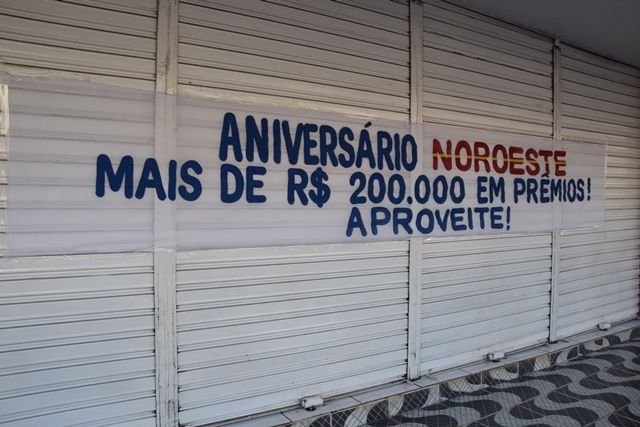 ANIVERSÁRIO NOROESTE
MAIS DE R$ 200.000 EM PRÊMIOS!
APROVEITE!